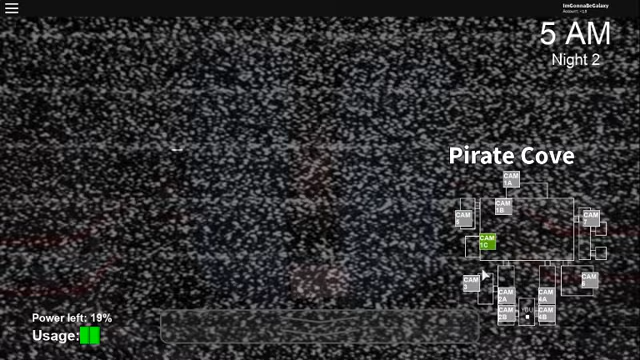 ImGonnaBeGalaxy
5 AM
Night 2
Pirate Cove
CAM
1A
CAM
1B
CAM
5
CAM
7
CAM
1C
CAM
3
CAM
6
CAM
2A
CAM
4A
CAM
2B
YOU
CAM
4B
Power left: 19%
Usage: